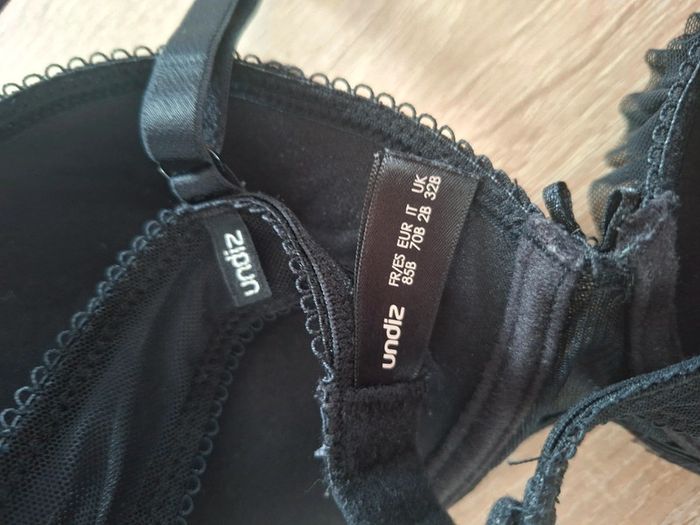 undiz
undiz
FR/ES EUR IT UK
85B 70B 2B 32B